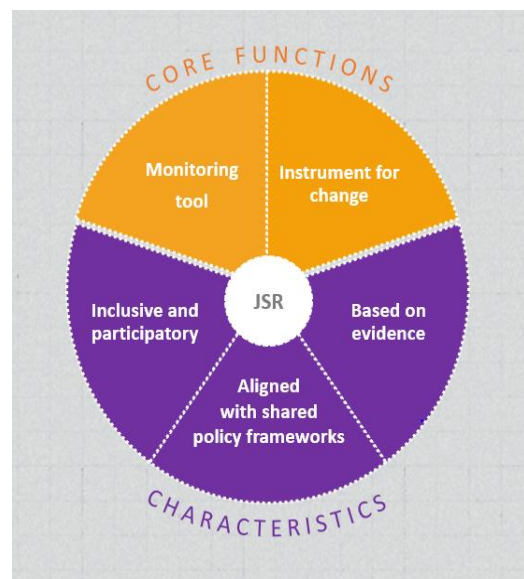 CORE FUNCTIONS
Monitoring
tool
Instrument for
change
JSR
Inclusive and
participatory
Based on
evidence
Aligned
with shared
policy frameworks
CHARACTERISTICS